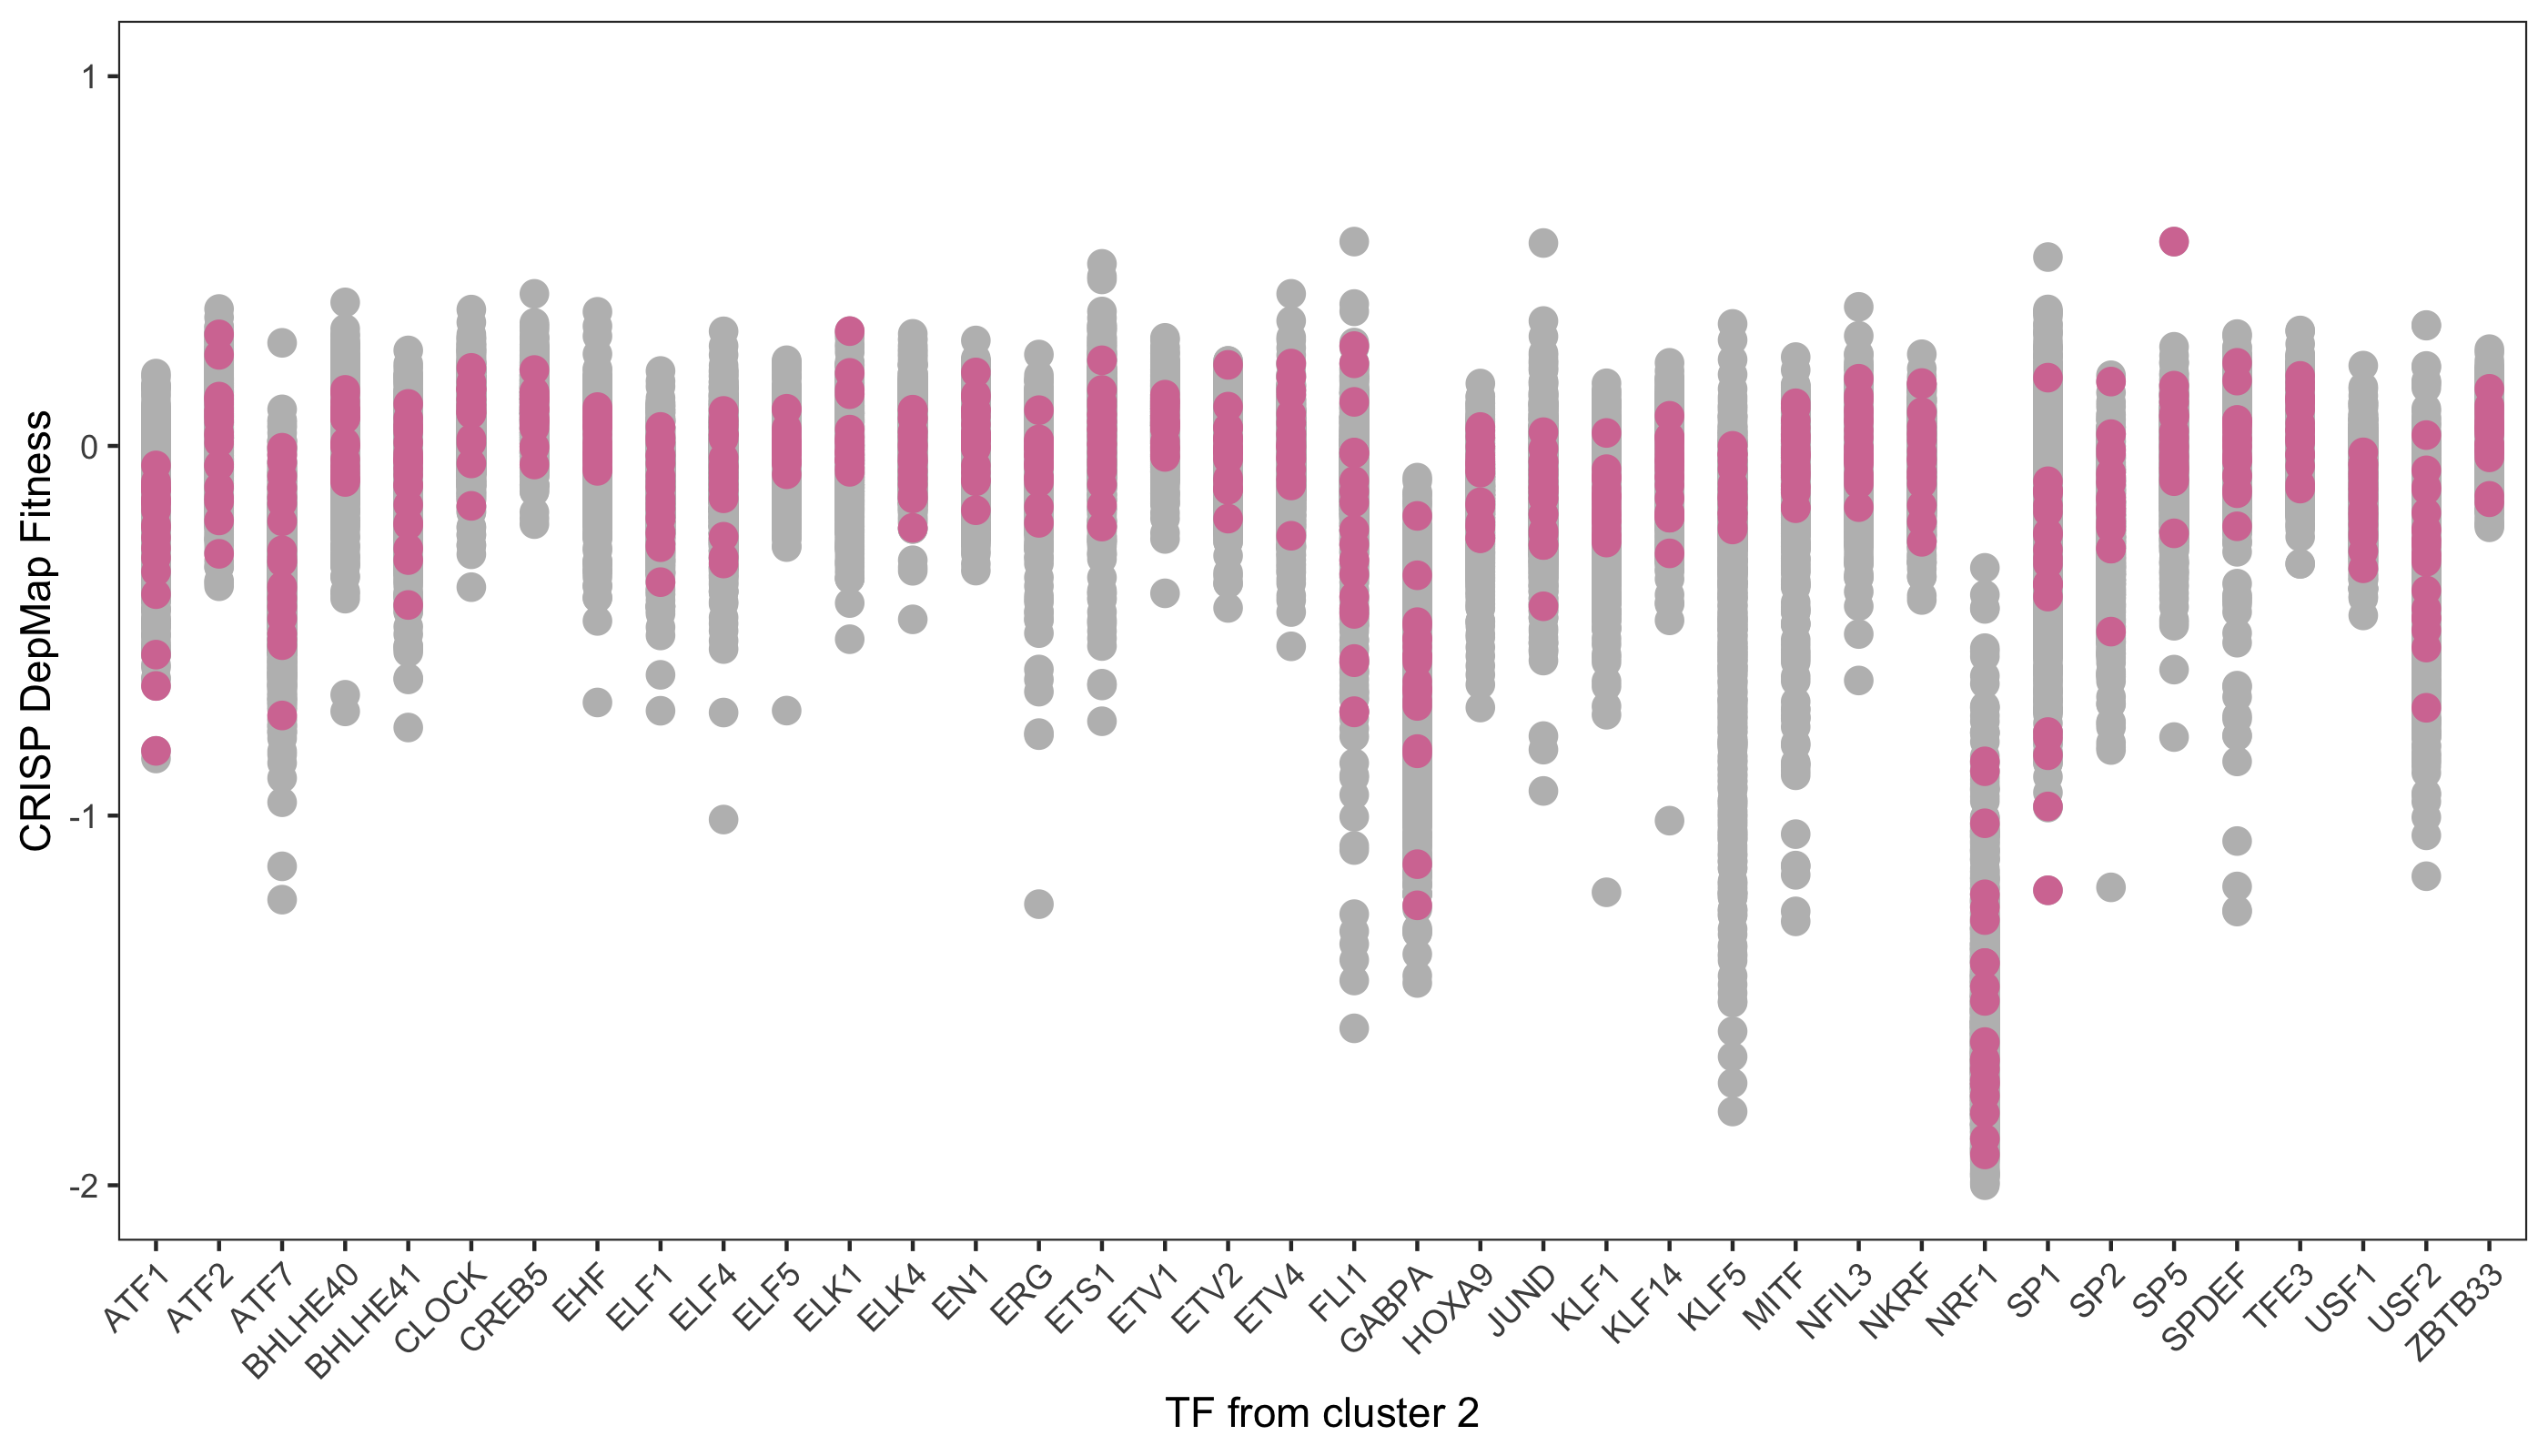 CRISP DepMap Fitness
1
0
-1
-2
ATF1
ATF2
ATF7
BHLHE40
BHLHE41
CLOCK
CREB5
EHF
ELF1
ELF4
ELF5
ELK1
ELK4
EN1
ERG
ETS1
ETV1
ETV2
ETV4
FLI1
GABPA
HOXA9
JUND
KLF1
KLF14
KLF5
MITF
NFIL3
NKRF
NRF1
SP1
SP2
SP5
SPDEF
TFE3
USF1
USF2
ZBTB33
TF from cluster 2